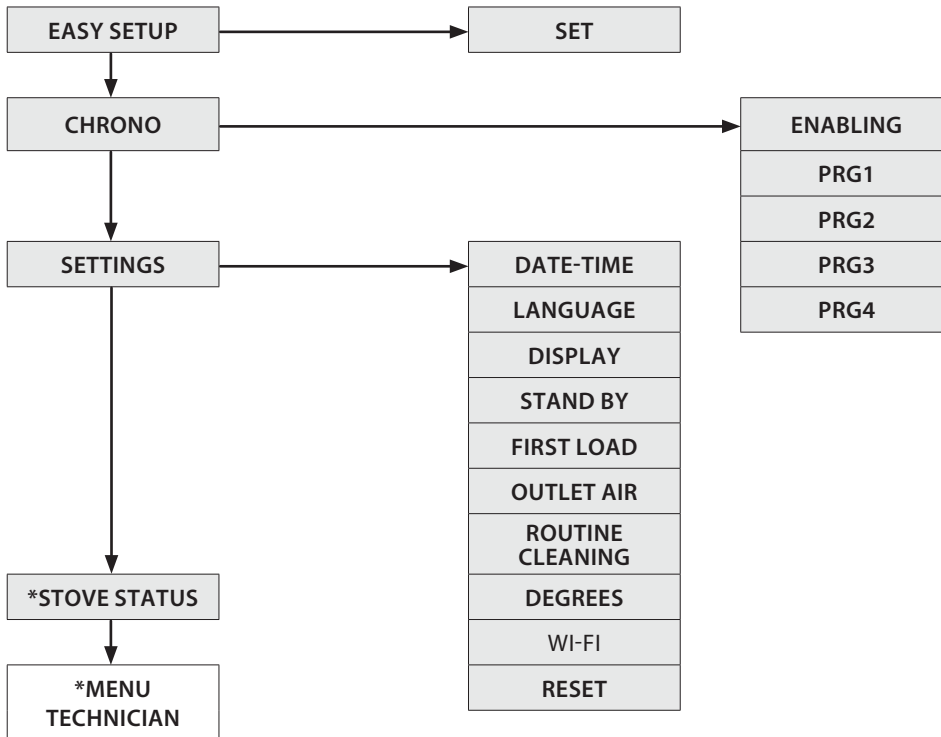 EASY SETUP
SET
CHRONO
ENABLING
PRG1
PRG2
PRG3
PRG4
SETTINGS
DATE-TIME
LANGUAGE
DISPLAY
STAND BY
FIRST LOAD
OUTLET AIR
ROUTINE
CLEANING
DEGREES
WI-FI
RESET
*STOVE STATUS
*MENU
TECHNICIAN